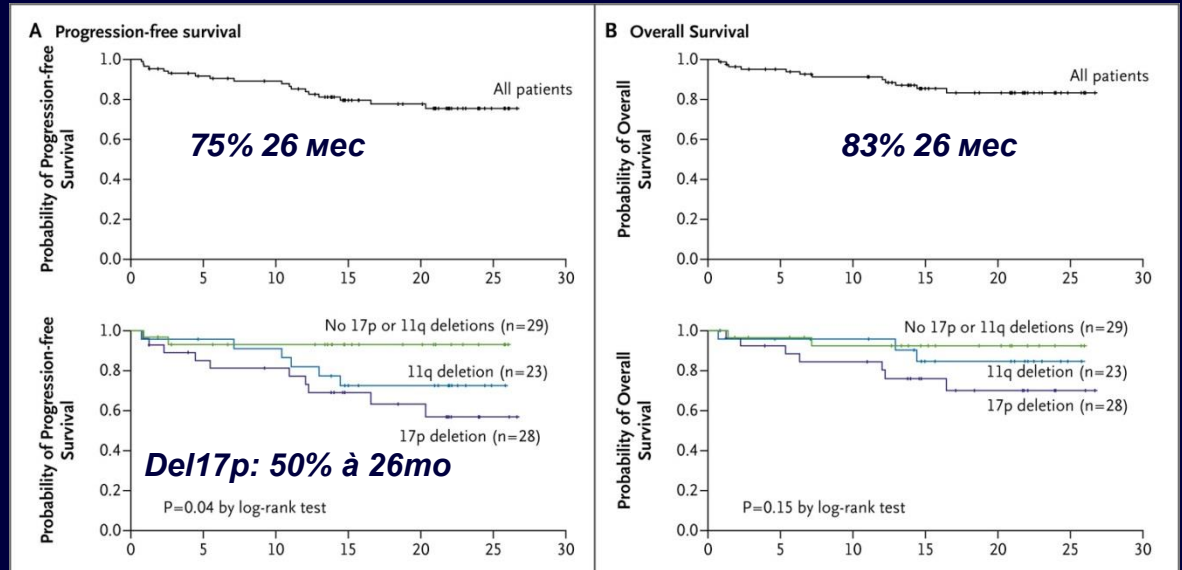 A Progression-free survival
Probability of Progression-free
Survival
1.0
0.8
0.6
0.4
0.2
0.0
All patients
75% 26 мес
0 5 10 15 20 25 30
Probability of Progression-free
Survival
1.0
0.8
0.6
0.4
0.2
0.0
No 17p or 11q deletions (n=29)
11q deletion (n=23)
17p deletion (n=28)
Del17p: 50% à 26mo
P=0.04 by log-rank test
0 5 10 15 20 25 30
B Overall Survival
Probability of Overall
Survival
1.0
0.8
0.6
0.4
0.2
0.0
All patients
83% 26 мес
0 5 10 15 20 25 30
Probability of Overall
Survival
1.0
0.8
0.6
0.4
0.2
0.0
No 17p or 11q deletions (n=29)
11q deletion (n=23)
17p deletion (n=28)
P=0.15 by log-rank test
0 5 10 15 20 25 30